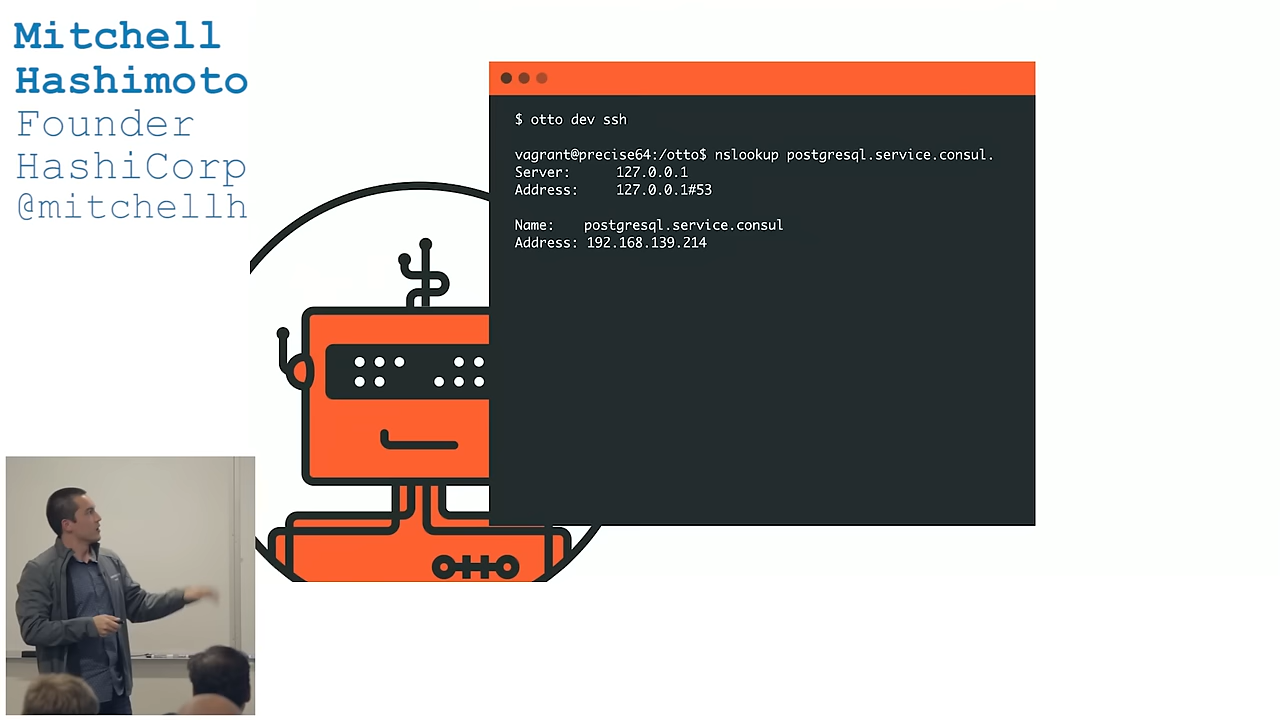 Mitchell
Hashimoto
Founder
HashiCorp
@mitchellh
$ otto dev ssh
vagrant@precise64:/otto$ nslookup postgresql.service.consul.
Server: 127.0.0.1
Address: 127.0.0.1#53
Name: postgresql.service.consul
Address: 192.168.139.214